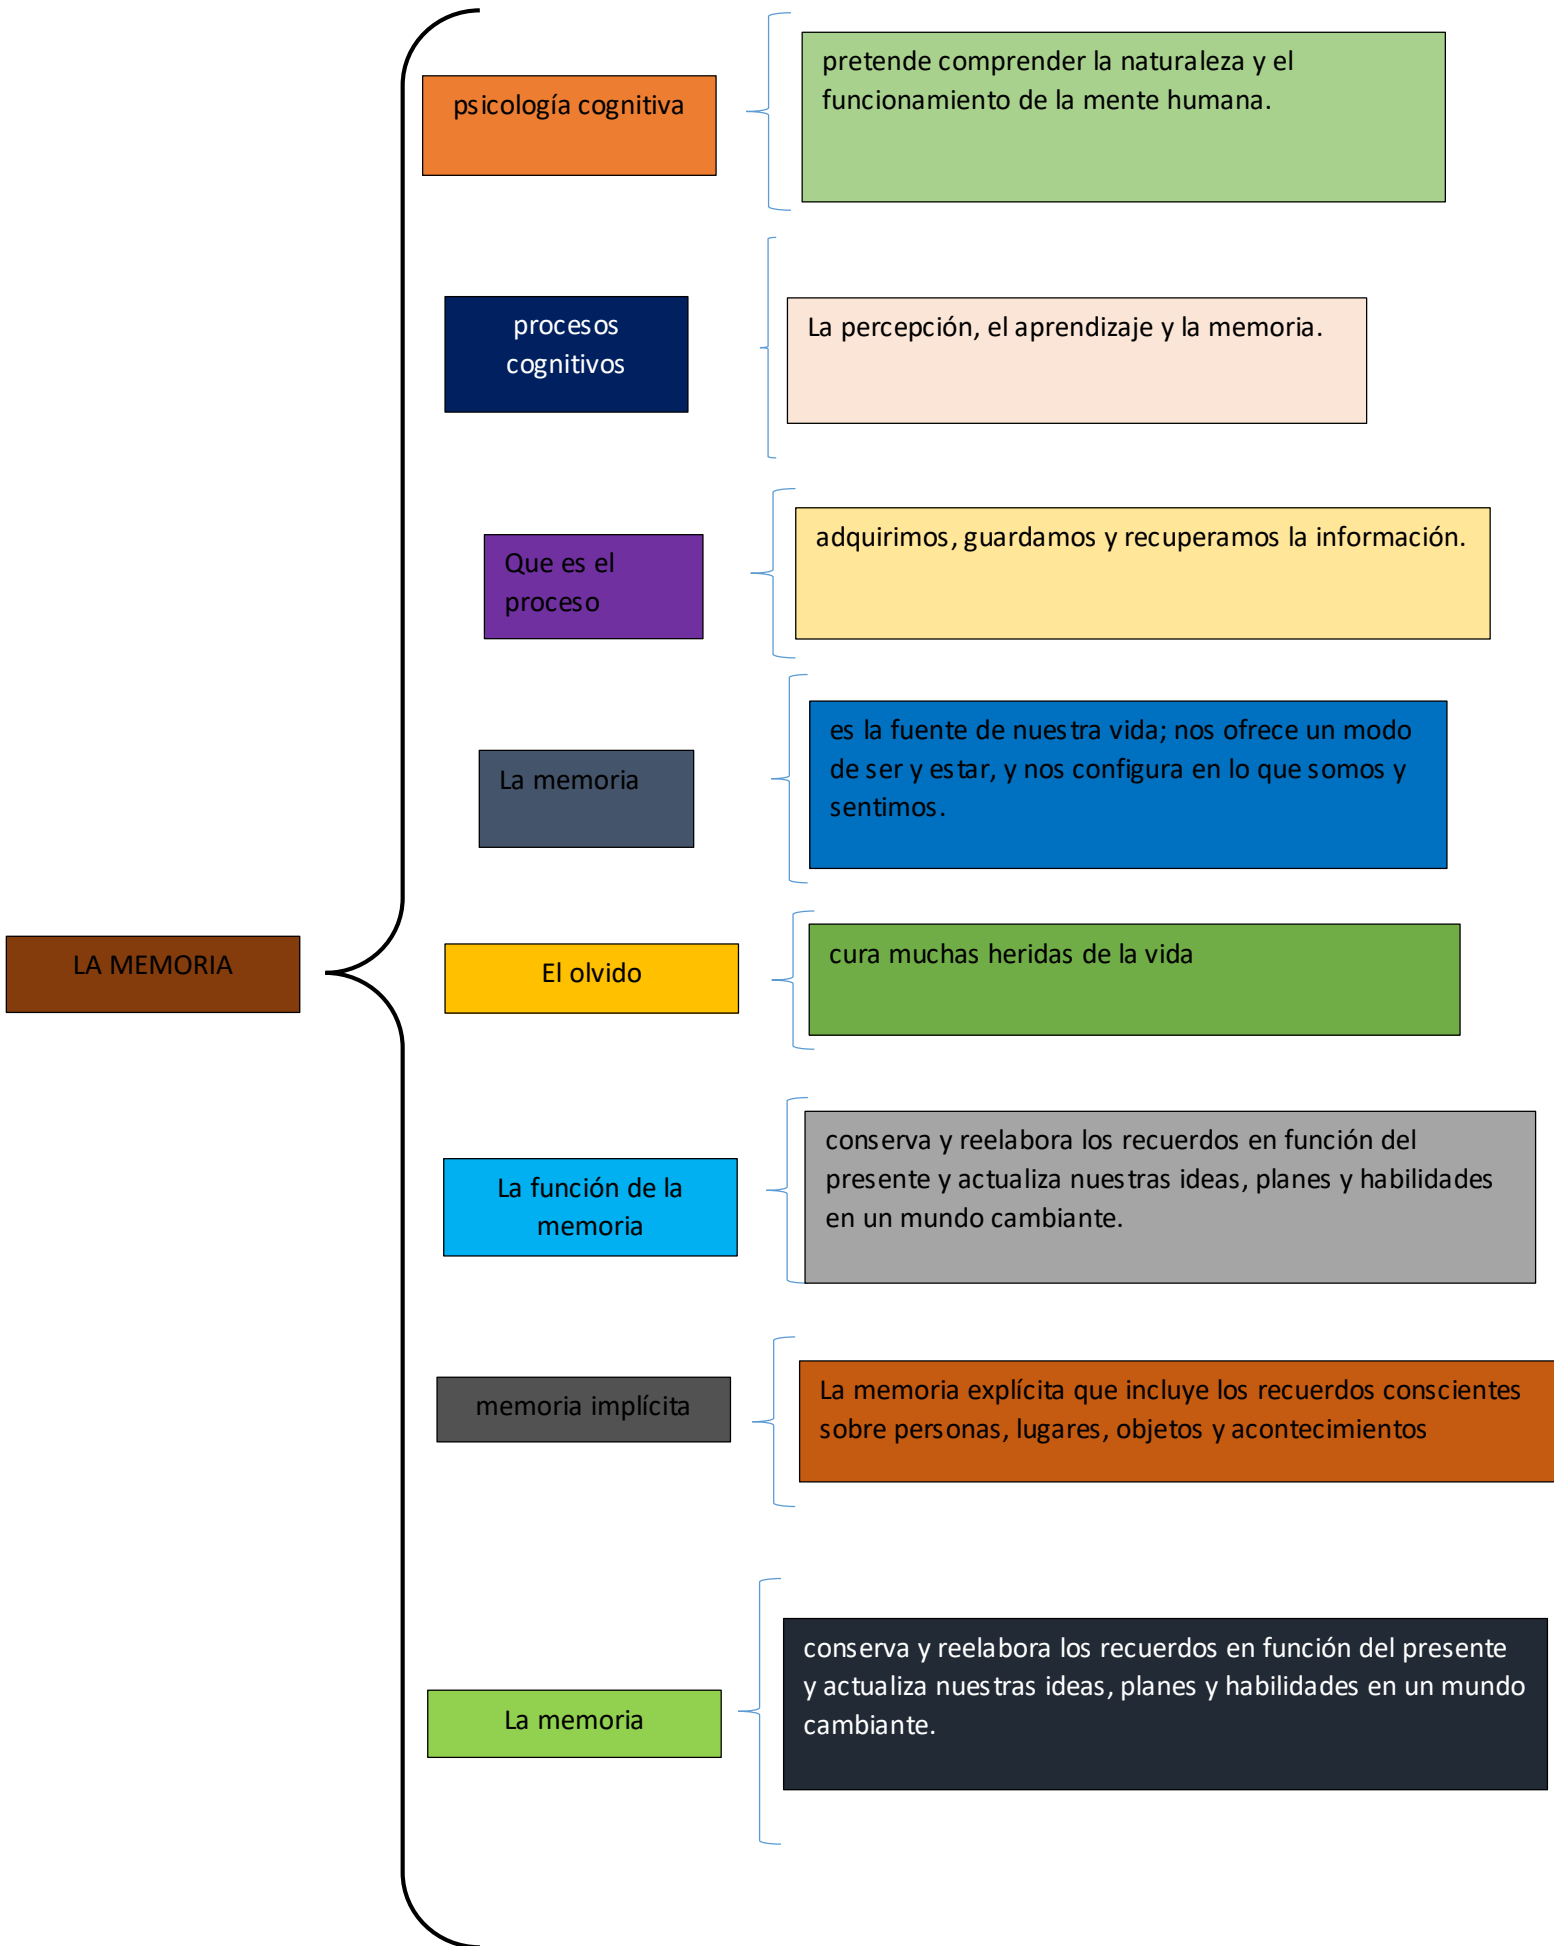 psicología cognitiva
pretende comprender la naturaleza y el
funcionamiento de la mente humana.
procesos
cognitivos
La percepción, el aprendizaje y la memoria.
Que es el
proceso
adquirimos, guardamos y recuperamos la información.
La memoria
es la fuente de nuestra vida; nos ofrece un modo
de ser y estar, y nos configura en lo que somos y
sentimos.
LA MEMORIA
El olvido
cura muchas heridas de la vida
La función de la
memoria
conserva y reelabora los recuerdos en función del
presente y actualiza nuestras ideas, planes y habilidades
en un mundo cambiante.
memoria implícita
La memoria explícita que incluye los recuerdos conscientes
sobre personas, lugares, objetos y acontecimientos
La memoria
conserva y reelabora los recuerdos en función del presente
y actualiza nuestras ideas, planes y habilidades en un mundo
cambiante.